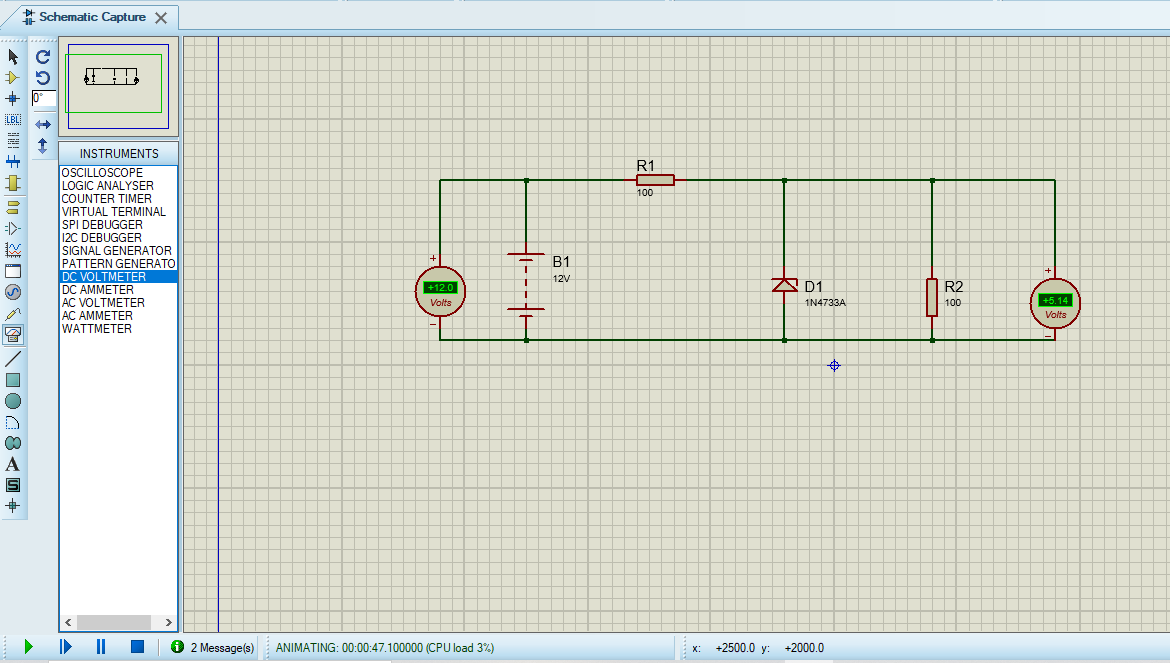 Schematic Capture
0°
LBL
INSTRUMENTS
OSCILLOSCOPE
LOGIC ANALYSER
COUNTER TIMER
VIRTUAL TERMINAL
SPI DEBUGGER
I2C DEBUGGER
SIGNAL GENERATOR
PATTERN GENERATO
DC VOLTMETER
DC AMMETER
AC VOLTMETER
AC AMMETER
WATTMETER
A
S
R1
100
+
+12.0
Volts
−
B1
12V
D1
1N4733A
R2
100
+
+5.14
Volts
−
2 Message(s)
ANIMATING: 00:00:47.100000 (CPU load 3%)
x: +2500.0 y: +2000.0